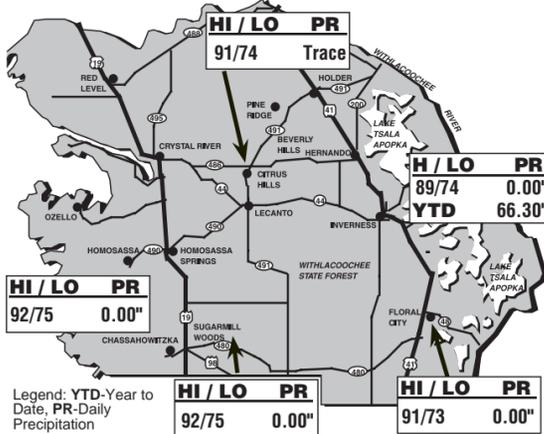 HI / LO PR
91/74 Trace
488
WITHLACOOCHEE
RIVER
19
RED
LEVEL
HOLDER
491
PINE
RIDGE
41
200
495
LAKE
TSALA
APOPKA
491
BEVERLY
HILLS
HERNANDO
CRYSTAL RIVER
486
CITRUS
HILLS
HI / LO PR
89/74 0.00"
YTD 66.30"
44
44
OZELLO
LECANTO
INVERNESS
490
HOMOSASSA
490
HOMOSASSA
SPRINGS
491
WITHLACOOCHEE
STATE FOREST
LAKE
TSALA
APOPKA
HI / LO PR
92/75 0.00"
19
SUGARMILL
WOODS
FLORAL
CITY
48
CHASSAHOWITZKA
480
98
480
41
Legend: YTD-Year to
Date, PR-Daily
Precipitation
HI / LO PR
92/75 0.00"
HI / LO PR
91/73 0.00"